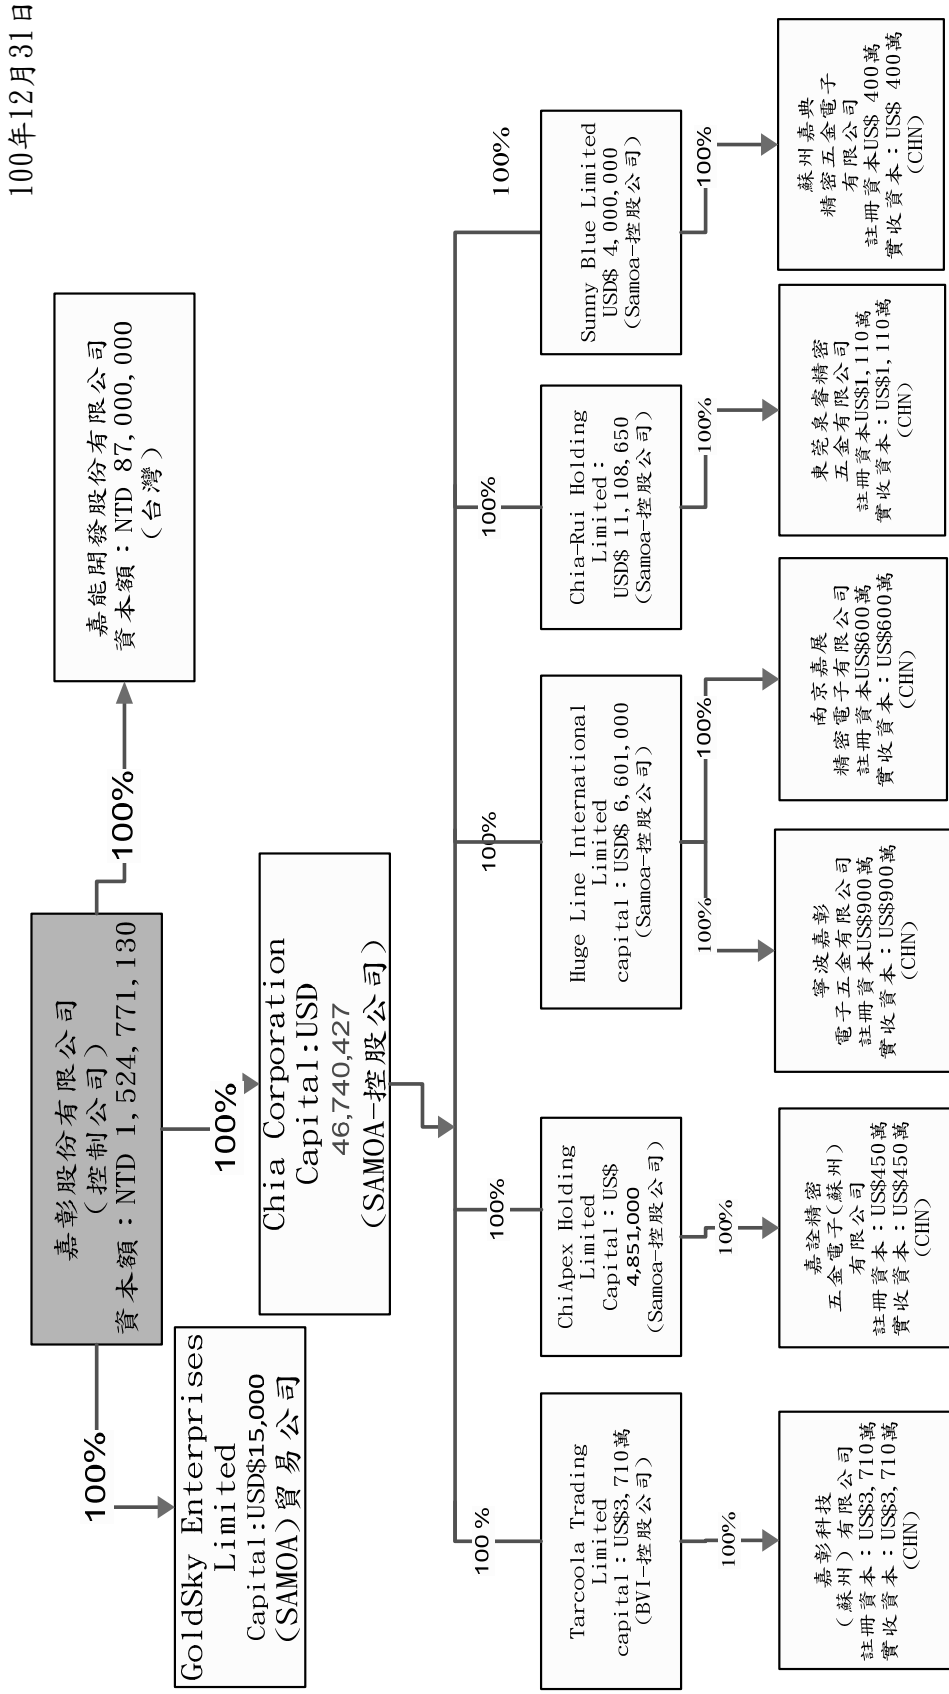 100年12月31日
嘉彰股份有限公司
(控制公司)
資本額：NTD 1,524,771,130
100%
100%
100%
GoldSky Enterprises
Limited
Capital:USD$15,000
(SAMOA)貿易公司
Chia Corporation
Capital:USD
46,740,427
(SAMOA-控股公司)
嘉能開發股份有限公司
資本額：NTD 87,000,000
(台灣)
100%
100%
100%
100%
100%
Tarcoola Trading
Limited
capital：US$3,710萬
(BVI-控股公司)
ChiApex Holding
Limited
Capital：US$
4,851,000
(Samoa-控股公司)
Huge Line International
Limited
capital：USD$ 6,601,000
(Samoa-控股公司)
Chia-Rui Holding
Limited：
USD$ 11,108,650
(Samoa-控股公司)
Sunny Blue Limited
USD$ 4,000,000
(Samoa-控股公司)
100%
100%
100%
100%
100%
100%
嘉彰科技
(蘇州)有限公司
註冊資本：US$3,710萬
實收資本：US$3,710萬
(CHN)
嘉詮精密
五金電子(蘇州)
有限公司
註冊資本：US$450萬
實收資本：US$450萬
(CHN)
寧波嘉彰
電子五金有限公司
註冊資本US$900萬
實收資本：US$900萬
(CHN)
南京嘉展
精密電子有限公司
註冊資本US$600萬
實收資本：US$600萬
(CHN)
東莞泉睿精密
五金有限公司
註冊資本US$1,110萬
實收資本：US$1,110萬
(CHN)
蘇州嘉典
精密五金電子
有限公司
註冊資本US$ 400萬
實收資本：US$ 400萬
(CHN)